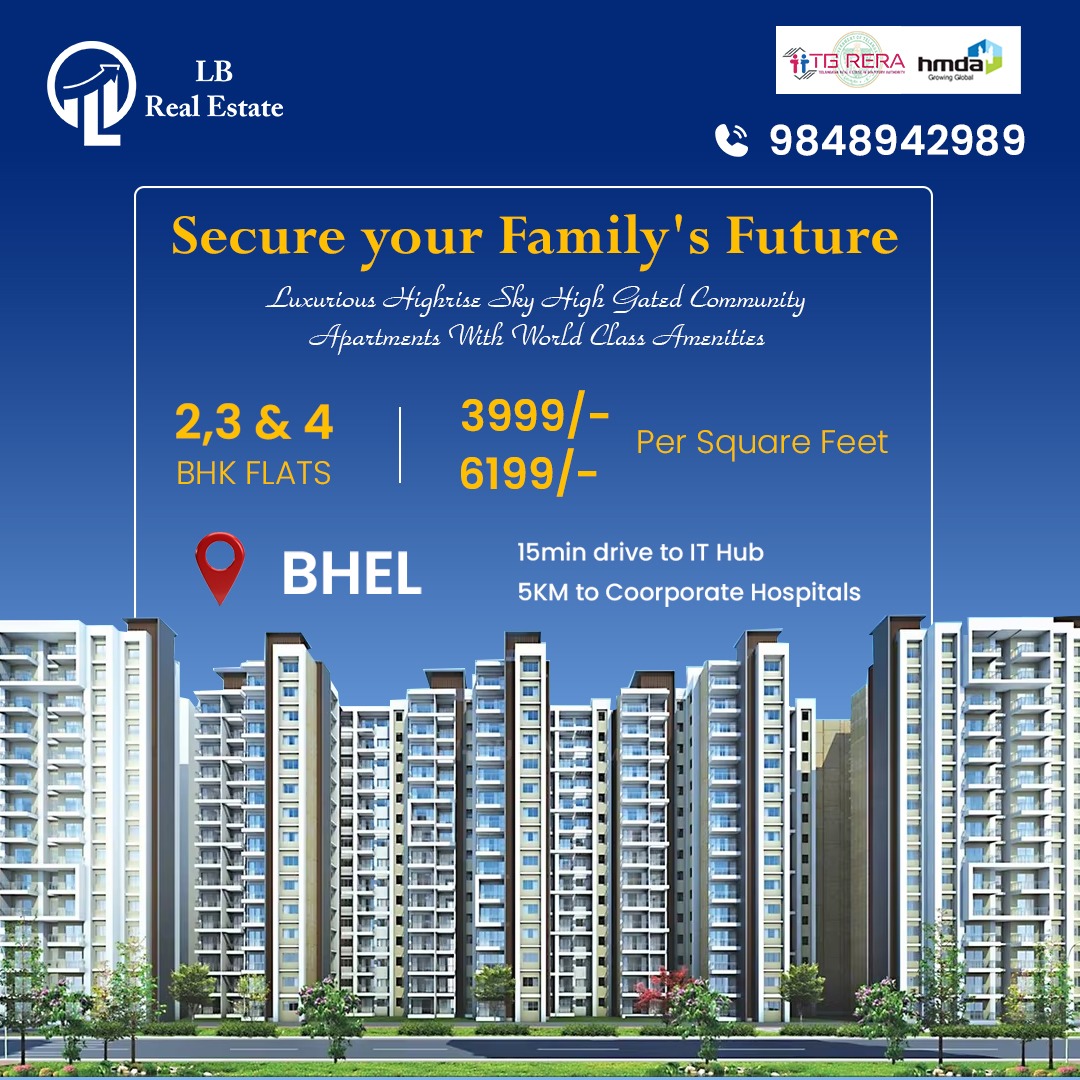 LB
Real Estate
TG RERA
hmda
Growing Global
9848942989
Secure your Family's Future
Luxurious Highrise Sky High Gated Community
Apartments With World Class Amenities
2,3 & 4
BHK FLATS
3999/-
6199/-
Per Square Feet
BHEL
15min drive to IT Hub
5KM to Coorporate Hospitals